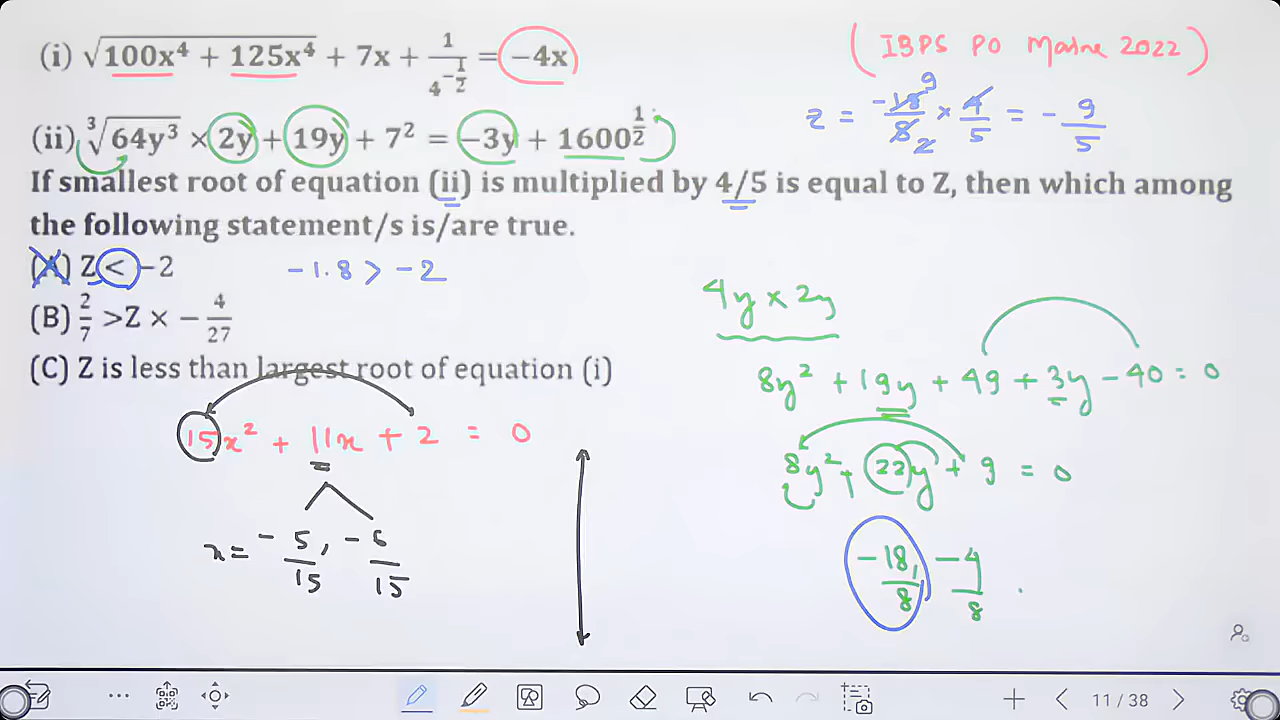 (i) √100x⁴ + 125x⁴ + 7x + 1/4^(-1/2) = −4x
(IBPS PO Mains 2022)
z = -18/8 9 2 × 4/5 = - 9/5
(ii) ∛64y³ × 2y + 19y + 7² = −3y + 1600^(1/2)
If smallest root of equation (ii) is multiplied by 4/5 is equal to Z, then which among
the following statement/s is/are true.
(A) Z < −2
-1.8 > -2
(B) 2/7 >Z × − 4/27
4y × 2y
(C) Z is less than largest root of equation (i)
8y² + 19y + 49 + 3y - 40 = 0
15x² + 11x + 2 = 0
8y² + 22y + 9 = 0
x = - 5/15, - 6/15
-18/8, -4/8
11 / 38